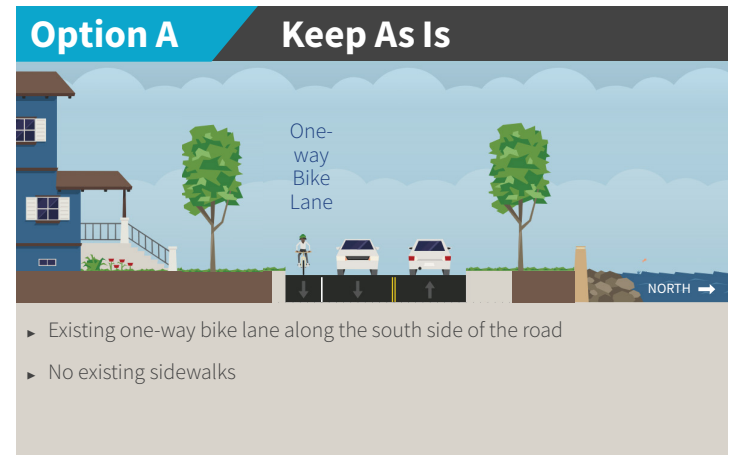 Option A
Keep As Is
One-
way
Bike
Lane
NORTH
► Existing one-way bike lane along the south side of the road
► No existing sidewalks